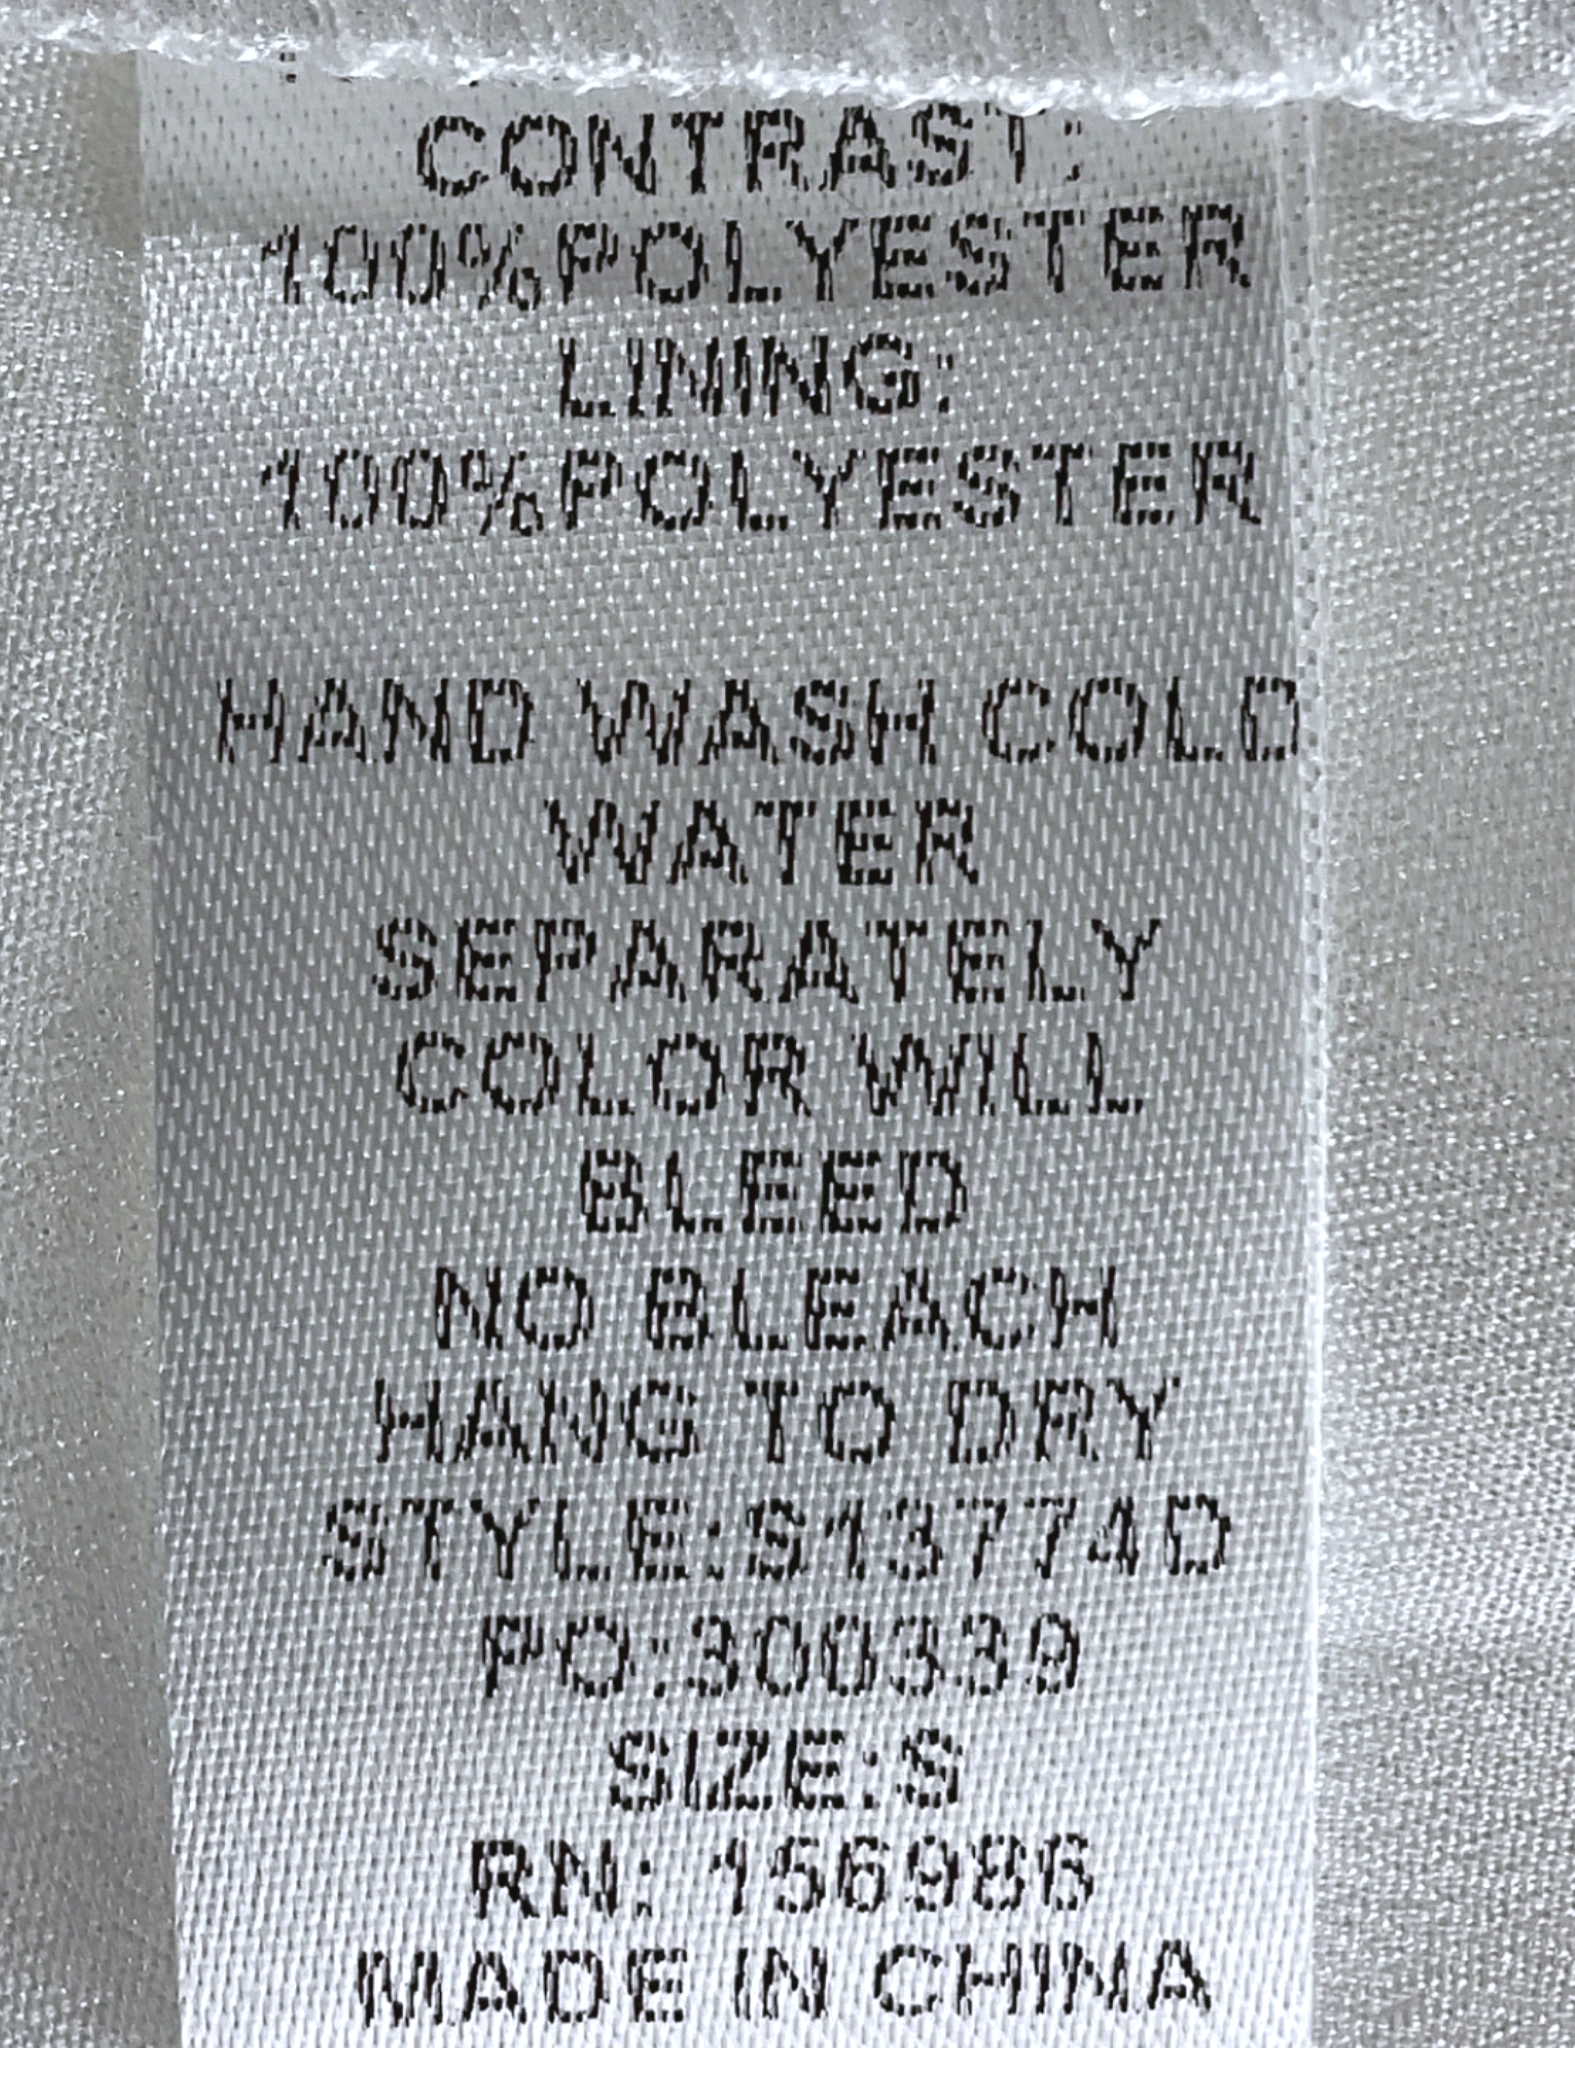 CONTRAST:
100%POLYESTER
LINING:
100%POLYESTER
HAND WASH COLD
WATER
SEPARATELY
COLOR WILL
BLEED
NO BLEACH
HANG TO DRY
STYLE:S13774D
PO:300339
SIZE:S
RN: 156986
MADE IN CHINA